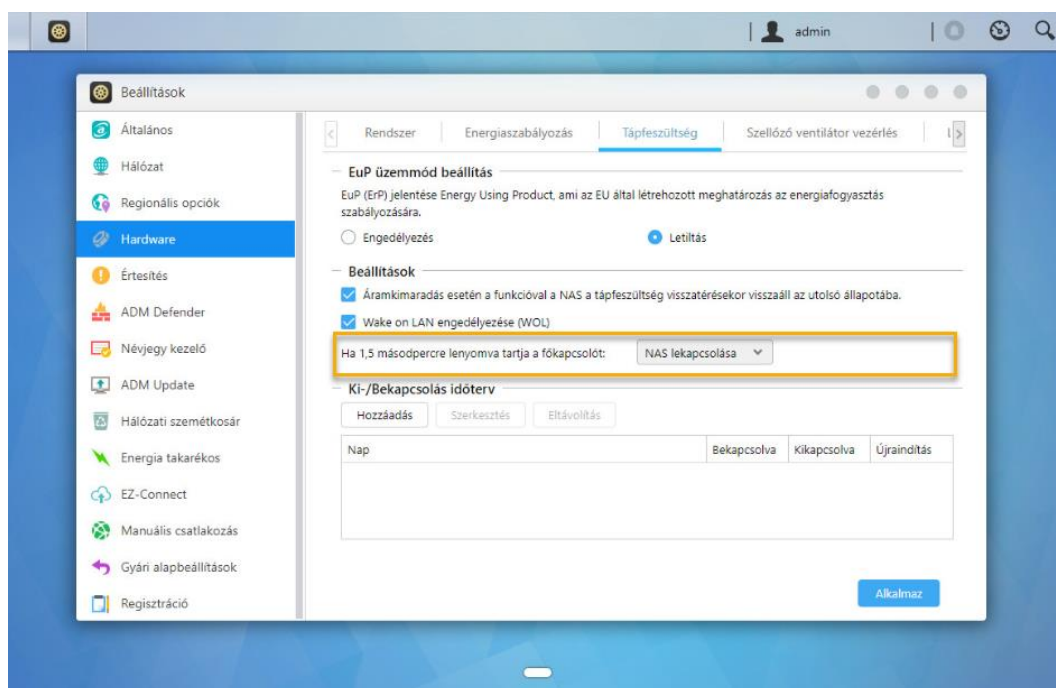 admin
Beállítások
Általános
Hálózat
Regionális opciók
Hardware
Értesítés
ADM Defender
Névjegy kezelő
ADM Update
Hálózati szemétkosár
Energia takarékos
EZ-Connect
Manuális csatlakozás
Gyári alapbeállítások
Regisztráció
Rendszer Energiaszabályozás Tápfeszültség Szellőző ventilátor vezérlés
EuP üzemmód beállítás
EuP (ErP) jelentése Energy Using Product, ami az EU által létrehozott meghatározás az energiafogyasztás
szabályozására.
Engedélyezés Letiltás
Beállítások
Áramkimaradás esetén a funkcióval a NAS a tápfeszültség visszatérésekor visszaáll az utolsó állapotába.
Wake on LAN engedélyezése (WOL)
Ha 1,5 másodpercre lenyomva tartja a főkapcsolót: NAS lekapcsolása
Ki-/Bekapcsolás időterv
Hozzáadás Szerkesztés Eltávolítás
Nap Bekapcsolva Kikapcsolva Újraindítás
Alkalmaz